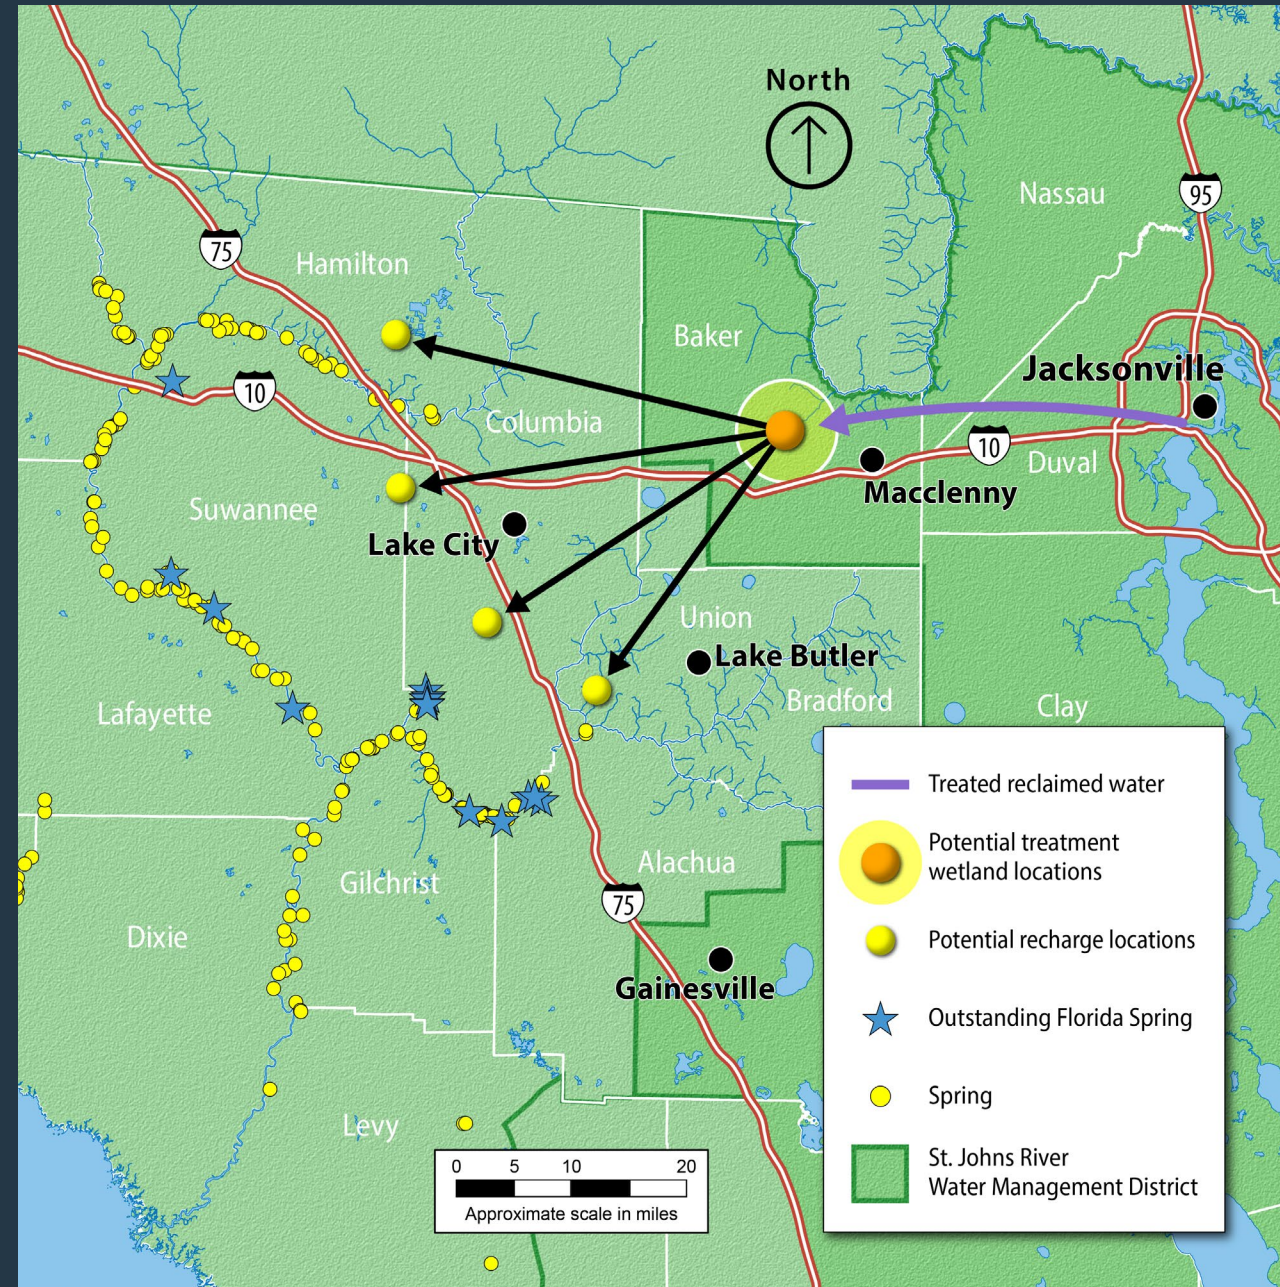 North
Nassau
95
75
Hamilton
Baker
Jacksonville
10
Columbia
10
Duval
Macclenny
Suwannee
Lake City
Union
Lake Butler
Bradford
Lafayette
Clay
Treated reclaimed water
Potential treatment
wetland locations
Alachua
Gilchrist
75
Dixie
Potential recharge locations
Gainesville
Outstanding Florida Spring
Spring
Levy
0 5 10 20
Approximate scale in miles
St. Johns River
Water Management District